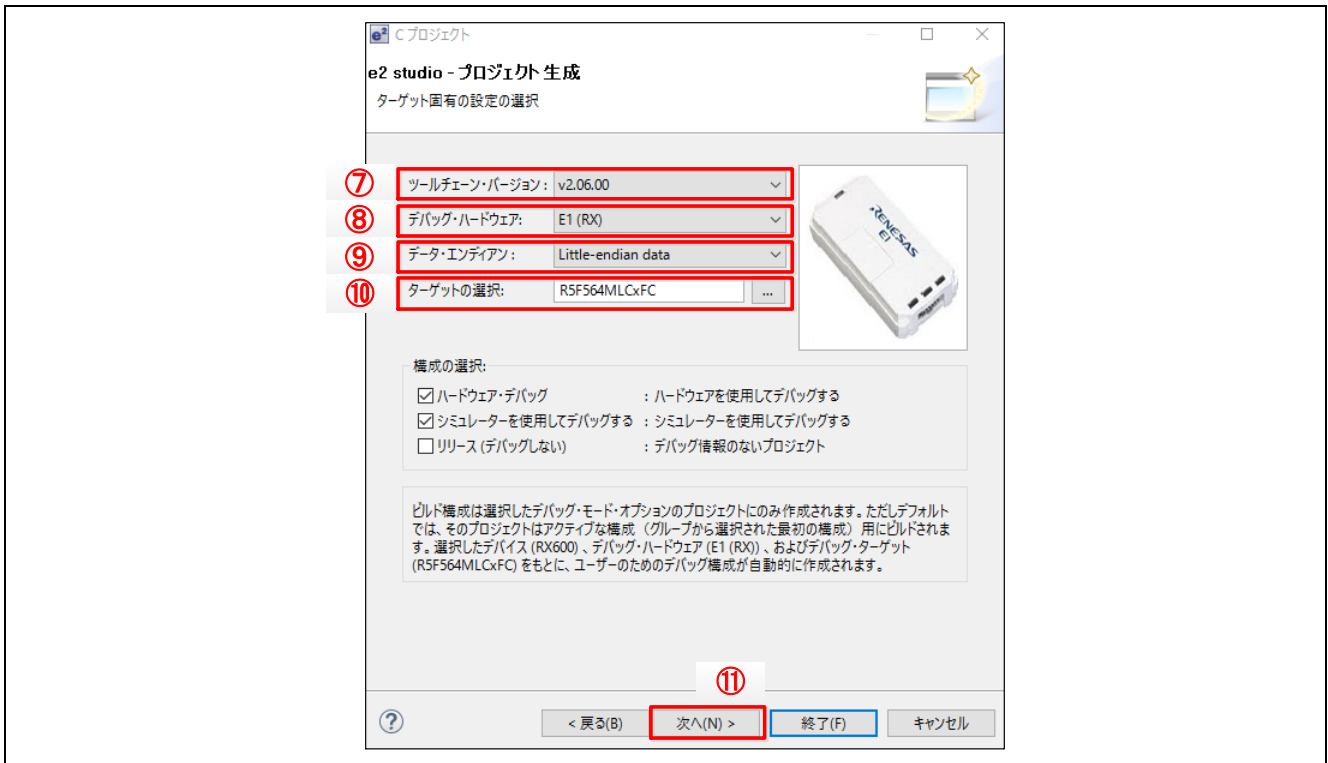 e² C プロジェクト
e2 studio - プロジェクト 生成
ターゲット固有の設定の選択
⑦ ツールチェーン・バージョン : v2.06.00
⑧ デバッグ・ハードウェア: E1 (RX)
⑨ データ・エンディアン : Little-endian data
⑩ ターゲットの選択: R5F564MLCxFC ...
RENESAS
E1
構成の選択:
ハードウェア・デバッグ : ハードウェアを使用してデバッグする
シミュレーターを使用してデバッグする : シミュレーターを使用してデバッグする
リリース (デバッグしない) : デバッグ情報のないプロジェクト
ビルド構成は選択したデバッグ・モード・オプションのプロジェクトにのみ作成されます。ただしデフォルト
では、そのプロジェクトはアクティブな構成（グループから選択された最初の構成）用にビルドされま
す。選択したデバイス (RX600) 、デバッグ・ハードウェア (E1 (RX)) 、およびデバッグ・ターゲット
(R5F564MLCxFC) をもとに、ユーザーのためのデバッグ構成が自動的に作成されます。
⑪
? < 戻る(B) 次へ(N) > 終了(F) キャンセル